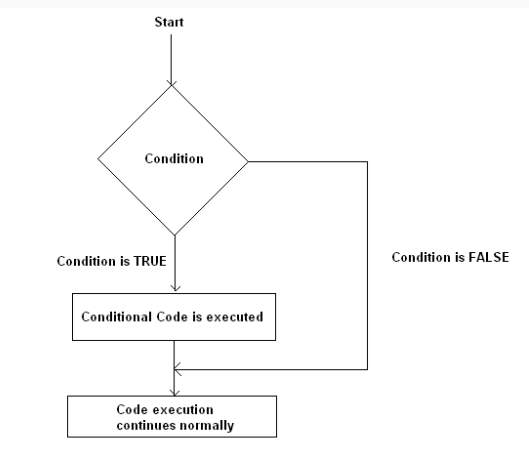 Start
Condition
Condition is TRUE
Condition is FALSE
Conditional Code is executed
Code execution
continues normally